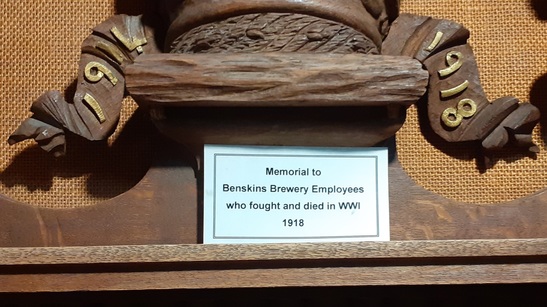 1914
1918
Memorial to
Benskins Brewery Employees
who fought and died in WWI
1918